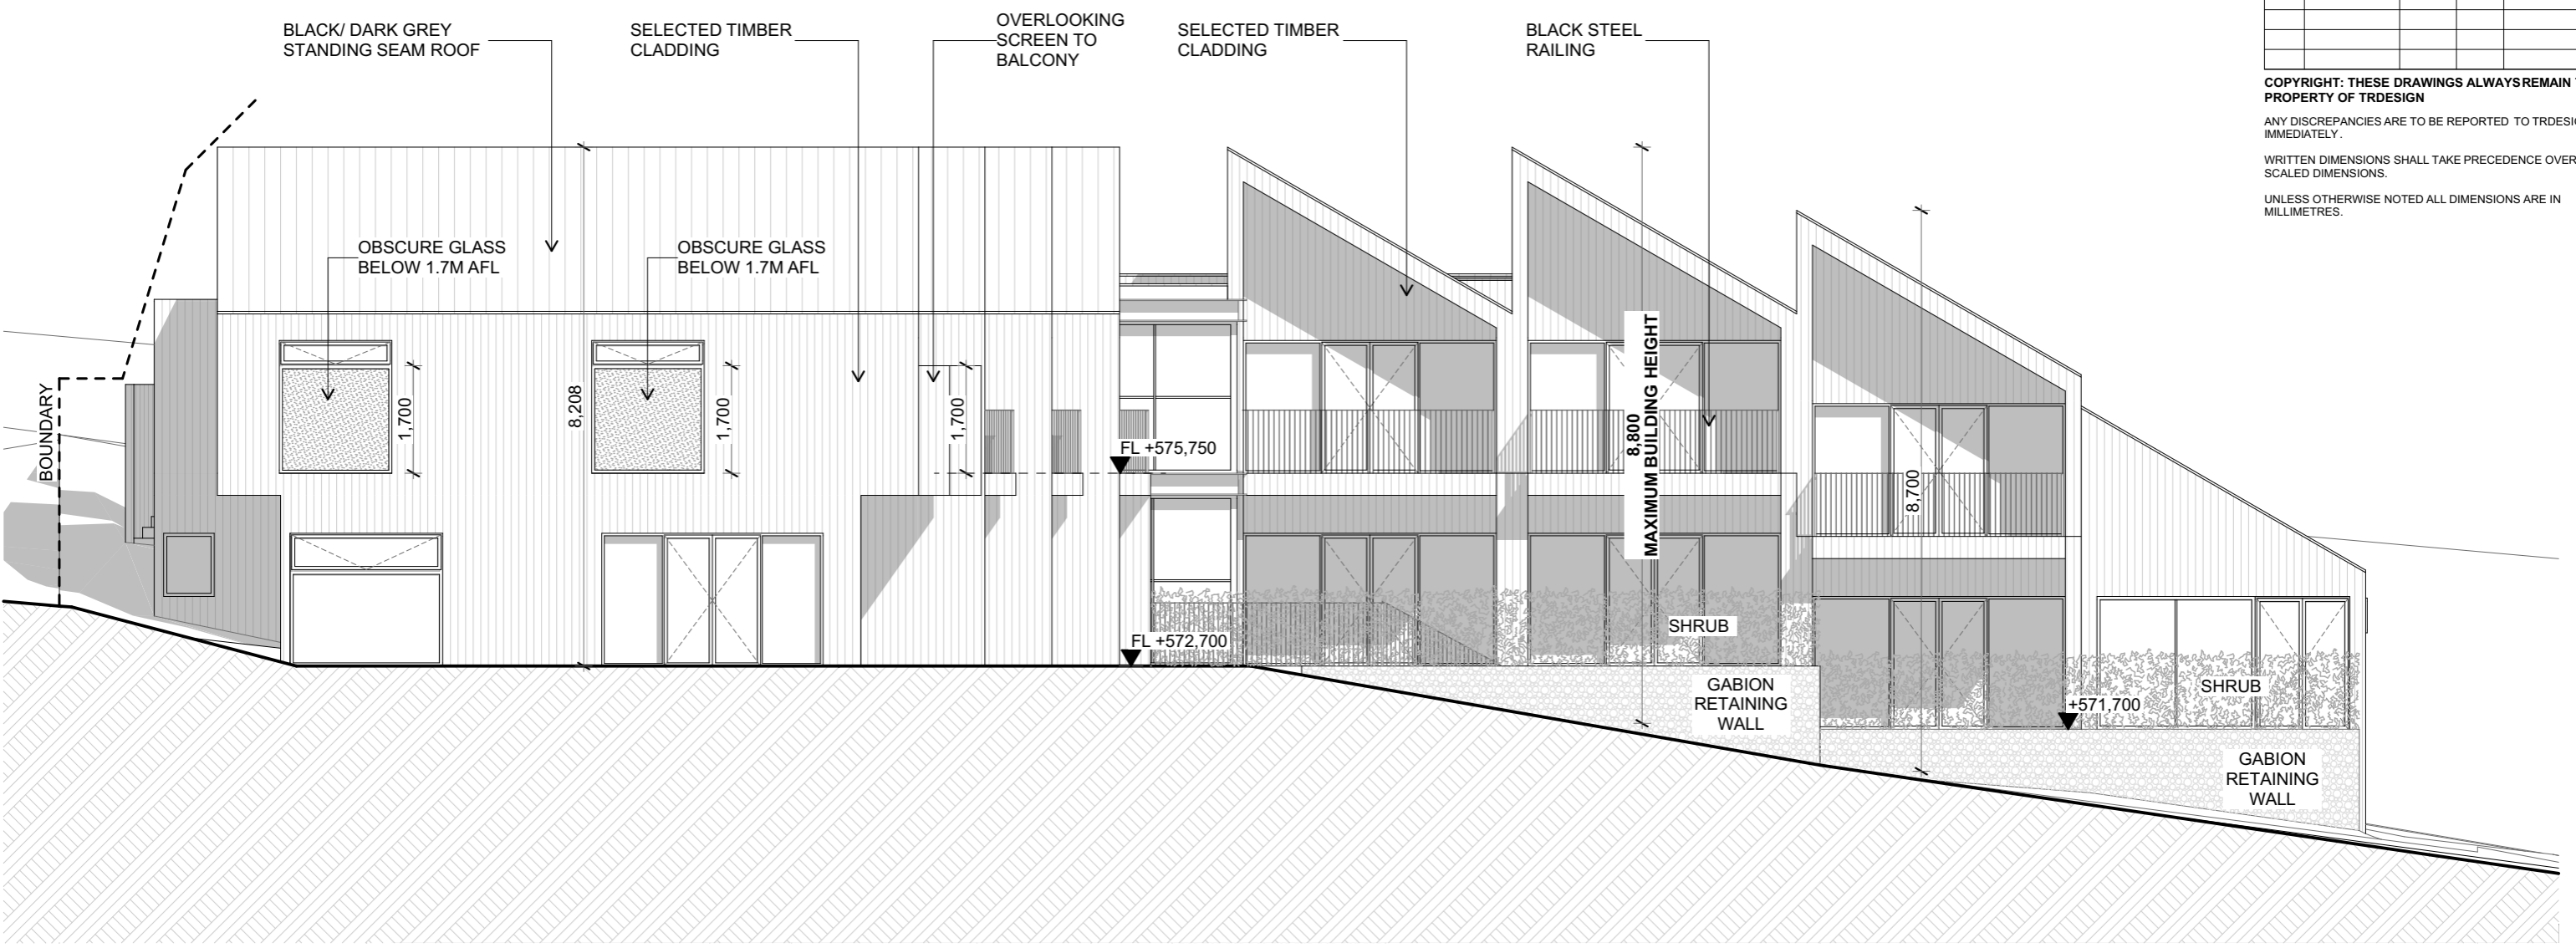 BLACK/ DARK GREY
STANDING SEAM ROOF
SELECTED TIMBER
CLADDING
OVERLOOKING
SCREEN TO
BALCONY
SELECTED TIMBER
CLADDING
BLACK STEEL
RAILING
COPYRIGHT: THESE DRAWINGS ALWAYS REMAIN
PROPERTY OF TRDESIGN
ANY DISCREPANCIES ARE TO BE REPORTED TO
IMMEDIATELY.
WRITTEN DIMENSIONS SHALL TAKE PRECEDENCE OVER
SCALED DIMENSIONS.
UNLESS OTHERWISE NOTED ALL DIMENSIONS ARE IN
MILLIMETRES.
OBSCURE GLASS
BELOW 1.7M AFL
OBSCURE GLASS
BELOW 1.7M AFL
BOUNDARY
1,700
8,208
1,700
1,700
FL +575,750
8,800
MAXIMUM BUILDING HEIGHT
8,700
FL +572,700
SHRUB
GABION
RETAINING
WALL
SHRUB
+571,700
GABION
RETAINING
WALL